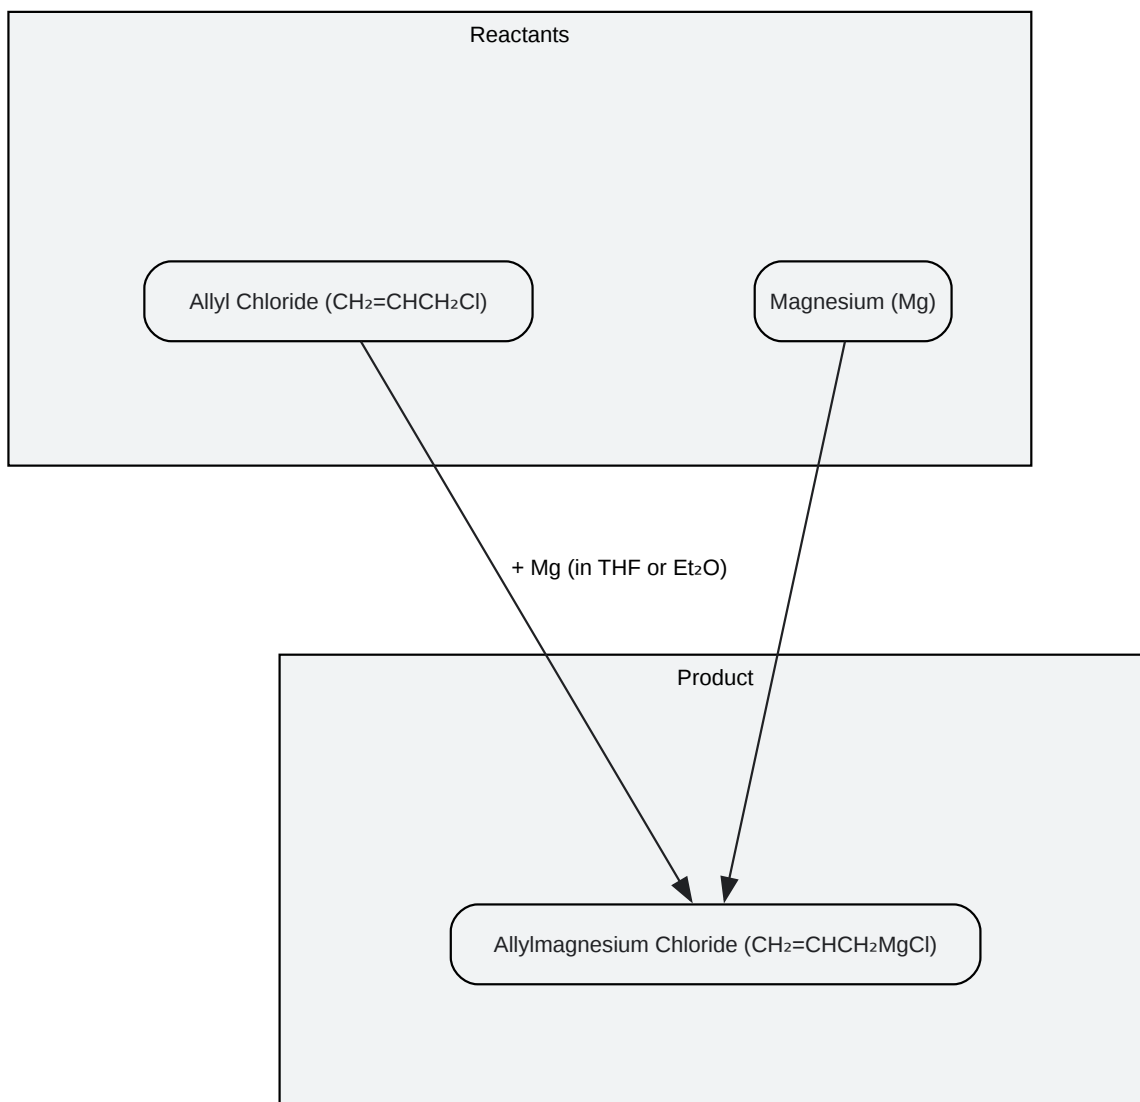 Reactants
Allyl Chloride (CH₂=CHCH₂Cl)
Magnesium (Mg)
+ Mg (in THF or Et₂O)
Product
Allylmagnesium Chloride (CH₂=CHCH₂MgCl)